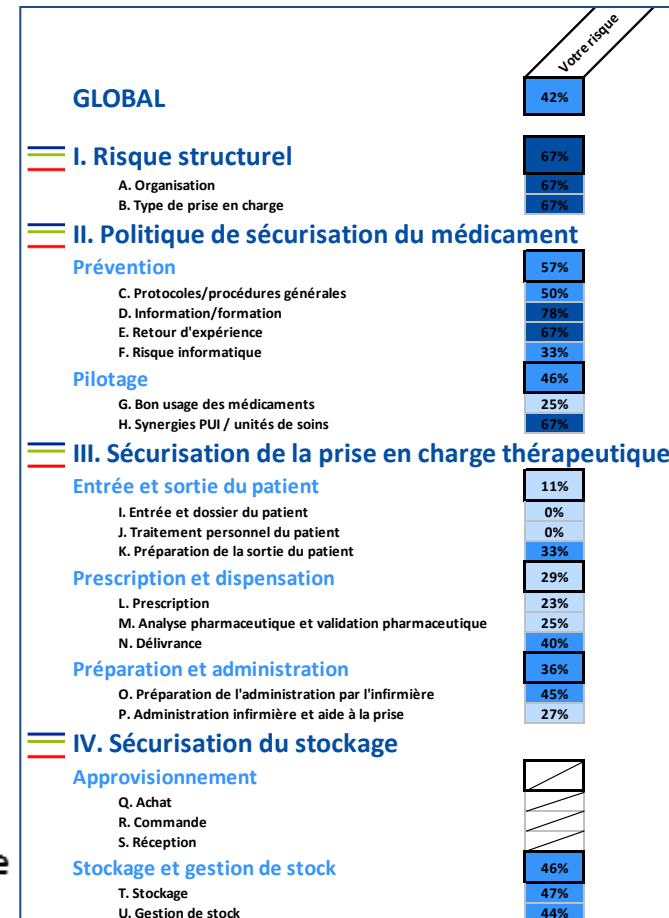 Votre risque
GLOBAL 42%
I. Risque structurel 67%
A. Organisation 67%
B. Type de prise en charge 67%
II. Politique de sécurisation du médicament
Prévention 57%
C. Protocoles/procédures générales 50%
D. Information/formation 78%
E. Retour d'expérience 67%
F. Risque informatique 33%
Pilotage 46%
G. Bon usage des médicaments 25%
H. Synergies PUI / unités de soins 67%
III. Sécurisation de la prise en charge thérapeutique
Entrée et sortie du patient 11%
I. Entrée et dossier du patient 0%
J. Traitement personnel du patient 0%
K. Préparation de la sortie du patient 33%
Prescription et dispensation 29%
L. Prescription 23%
M. Analyse pharmaceutique et validation pharmaceutique 25%
N. Délivrance 40%
Préparation et administration 36%
O. Préparation de l'administration par l'infirmière 45%
P. Administration infirmière et aide à la prise 27%
IV. Sécurisation du stockage
Approvisionnement
Q. Achat
R. Commande
S. Réception
Stockage et gestion de stock 46%
T. Stockage 47%
U. Gestion de stock 44%